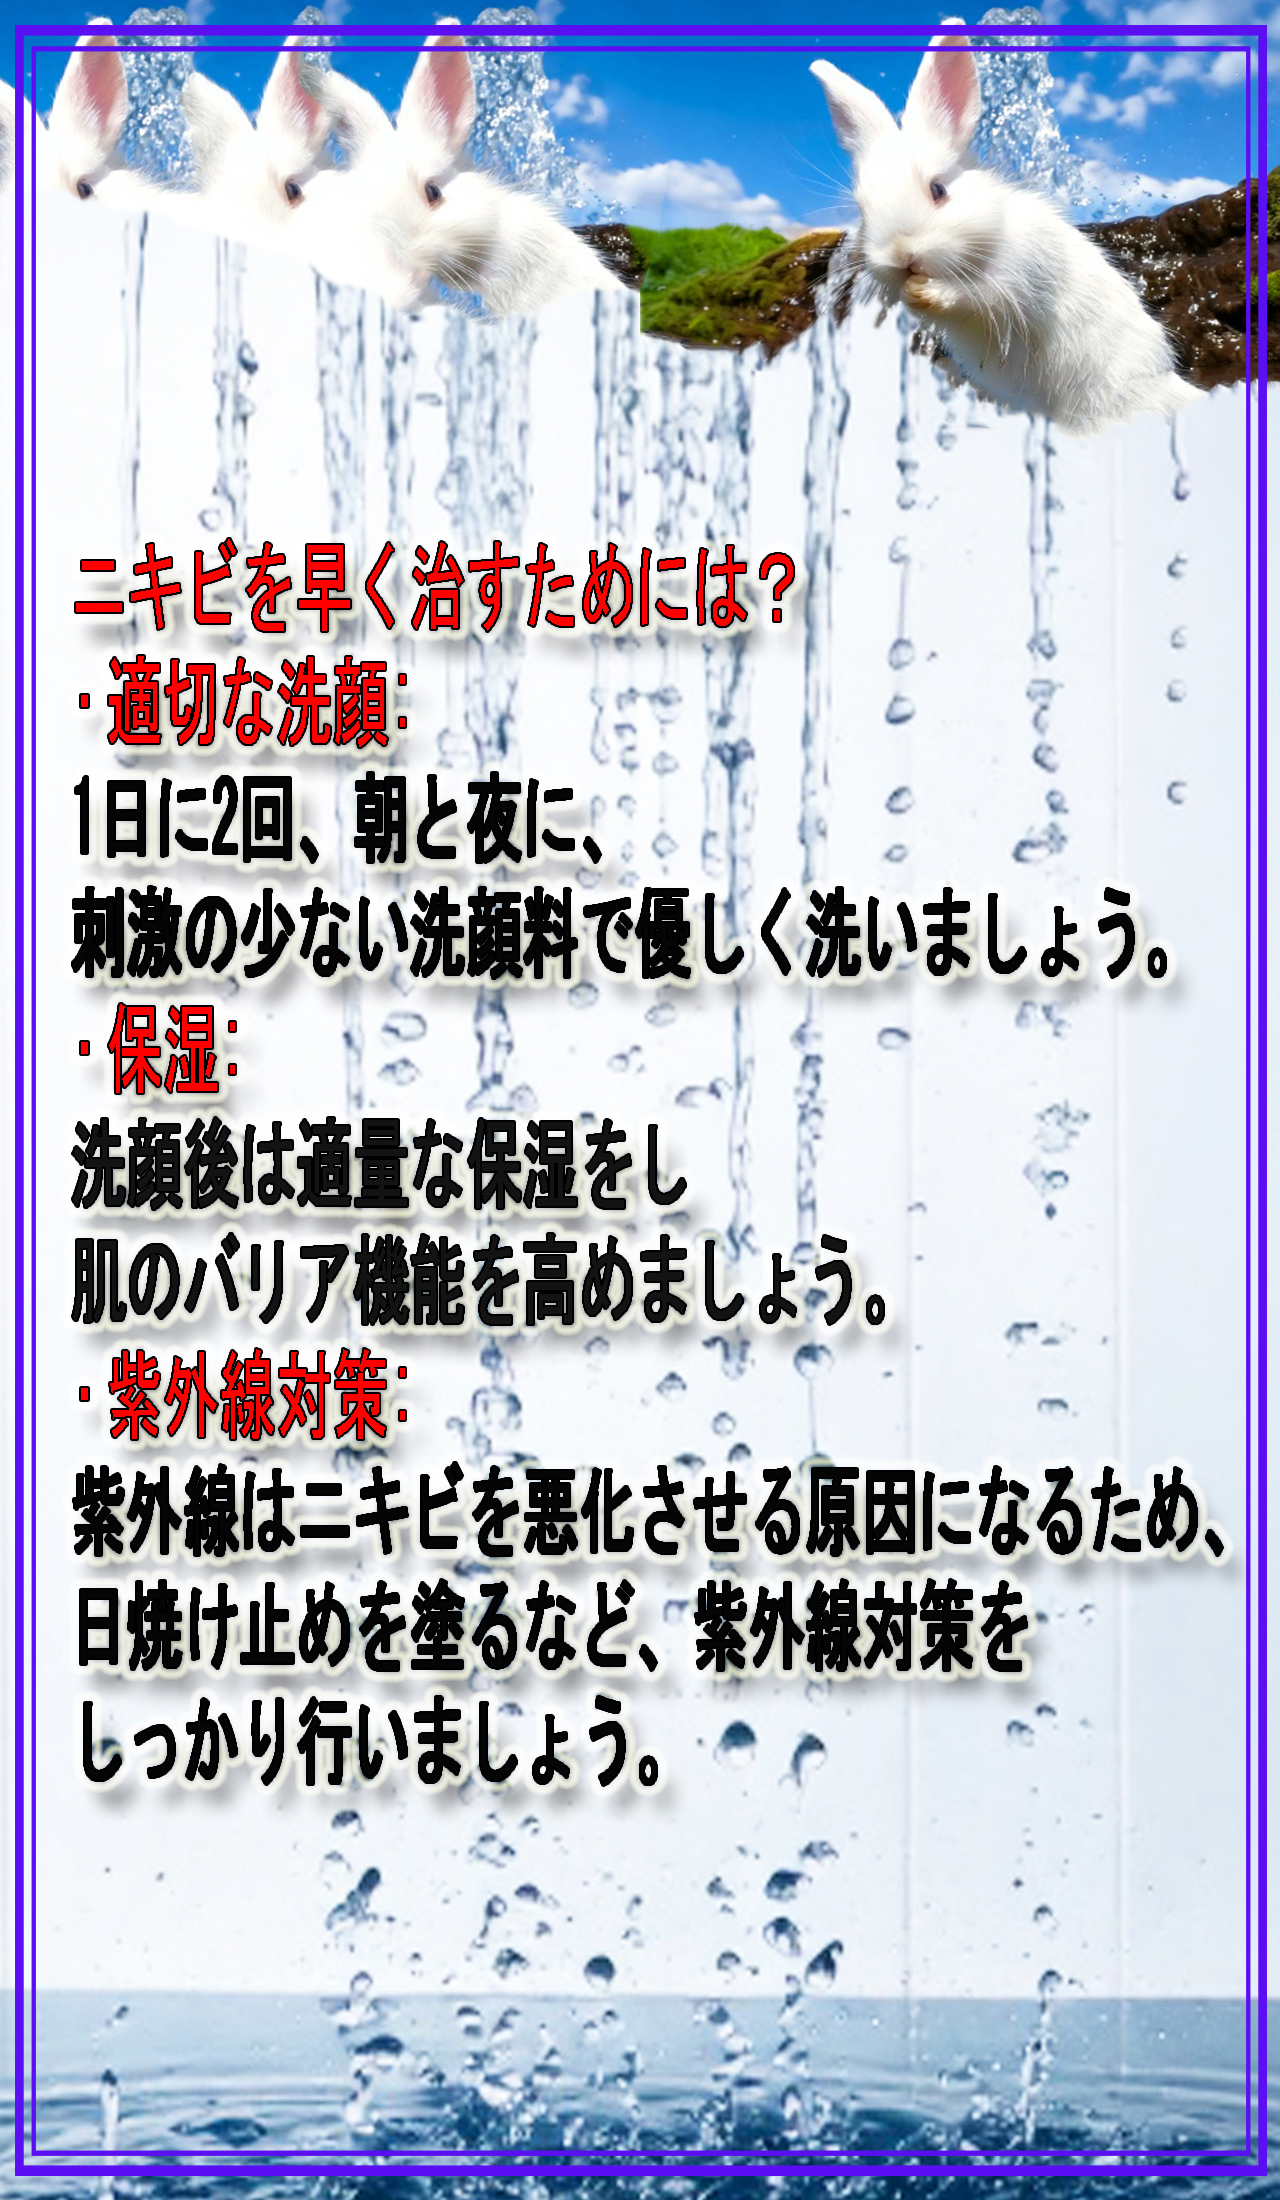 ニキビを早く治すためには？
・適切な洗顔：
1日に2回、朝と夜に、
刺激の少ない洗顔料で優しく洗いましょう。
・保湿：
洗顔後は適量な保湿をし
肌のバリア機能を高めましょう。
・紫外線対策：
紫外線はニキビを悪化させる原因になるため、
日焼け止めを塗るなど、紫外線対策を
しっかり行いましょう。